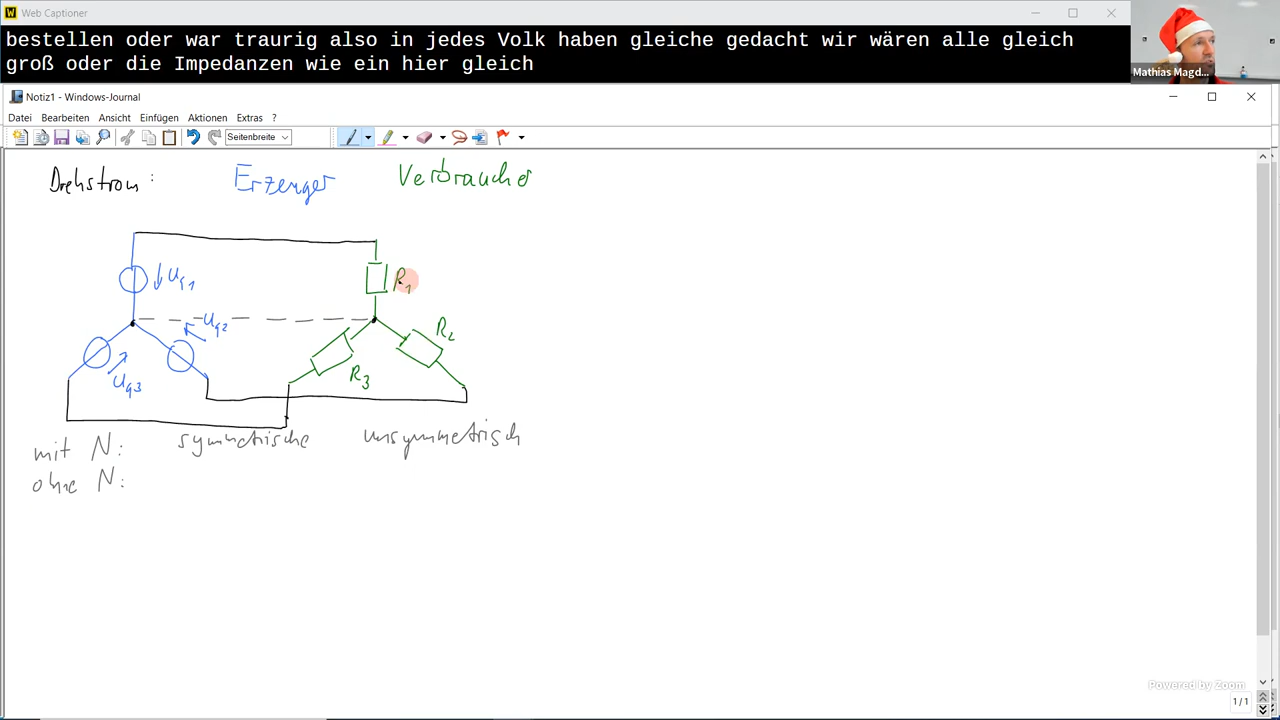 Web Captioner
bestellen oder war traurig also in jedes Volk haben gleiche gedacht wir wären alle gleich
groß oder die Impedanzen wie ein hier gleich
Mathias Magd...
Notiz1 - Windows-Journal
Datei Bearbeiten Ansicht Einfügen Aktionen Extras ?
Seitenbreite
Drehstrom: Erzeuger Verbraucher
Uq1 R1
Uq2 R2
Uq3 R3
mit N: symmetrische unsymmetrisch
ohne N:
Powered by Zoom
1/1